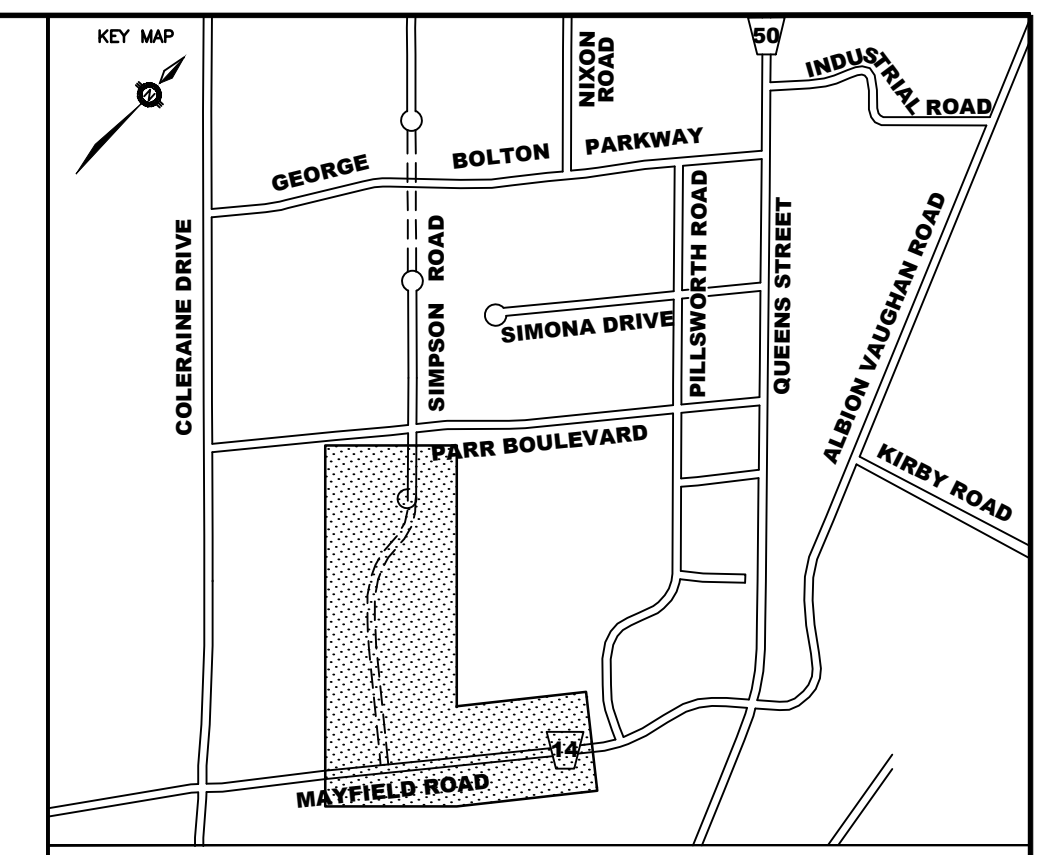 KEY MAP
N
50
NIXON
ROAD
INDUSTRIAL ROAD
GEORGE BOLTON PARKWAY
COLERAINE DRIVE
SIMPSON ROAD
PILLSWORTH ROAD
QUEENS STREET
ALBION VAUGHAN ROAD
SIMONA DRIVE
PARR BOULEVARD
KIRBY ROAD
14
MAYFIELD ROAD